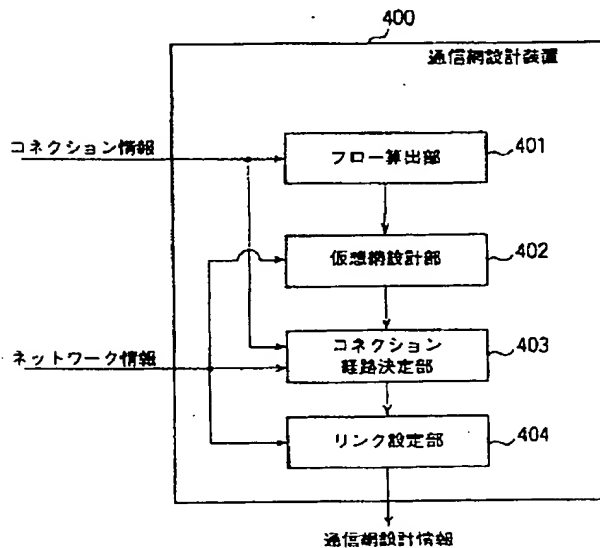 400
通信網設計装置
コネクション情報
フロー算出部
401
仮想網設計部
402
ネットワーク情報
コネクション
経路決定部
403
リンク設定部
404
通信網設計情報